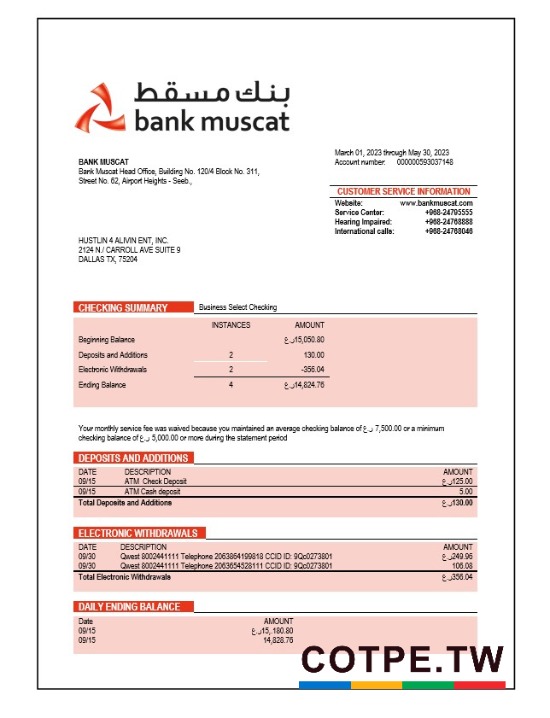 بنك مسقط
bank muscat
March 01, 2023 through May 30, 2023
Account number: 000000593037148
BANK MUSCAT
Bank Muscat Head Office, Building No. 120/4 Block No. 311,
Street No. 62, Airport Heights - Seeb.,
CUSTOMER SERVICE INFORMATION
Website: www.bankmuscat.com
Service Center: +968-24795555
Hearing Impaired: +968-24768888
International calls: +968-24768046
HUSTLIN 4 ALIVIN ENT, INC.
2124 N./ CARROLL AVE SUITE 9
DALLAS TX, 75204
CHECKING SUMMARY Business Select Checking
INSTANCES AMOUNT
Beginning Balance ر.ع15,050.80
Deposits and Additions 2 130.00
Electronic Withdrawals 2 -356.04
Ending Balance 4 ر.ع14,824.76
Your monthly service fee was waived because you maintained an average checking balance of ر.ع 7,500.00 or a minimum
checking balance of ر.ع 5,000.00 or more during the statement period
DEPOSITS AND ADDITIONS
DATE DESCRIPTION AMOUNT
09/15 ATM Check Deposit ر.ع125.00
09/15 ATM Cash deposit 5.00
Total Deposits and Additions ر.ع130.00
ELECTRONIC WITHDRAWALS
DATE DESCRIPTION AMOUNT
09/30 Qwest 8002441111 Telephone 2063864199818 CCID ID: 9Qc0273801 ر.ع249.96
09/30 Qwest 8002441111 Telephone 2063654528111 CCID ID: 9Qc0273801 106.08
Total Electronic Withdrawals ر.ع356.04
DAILY ENDING BALANCE
Date AMOUNT
09/15 ر.ع15,180.80
09/15 14,828.76
COTPE.TW